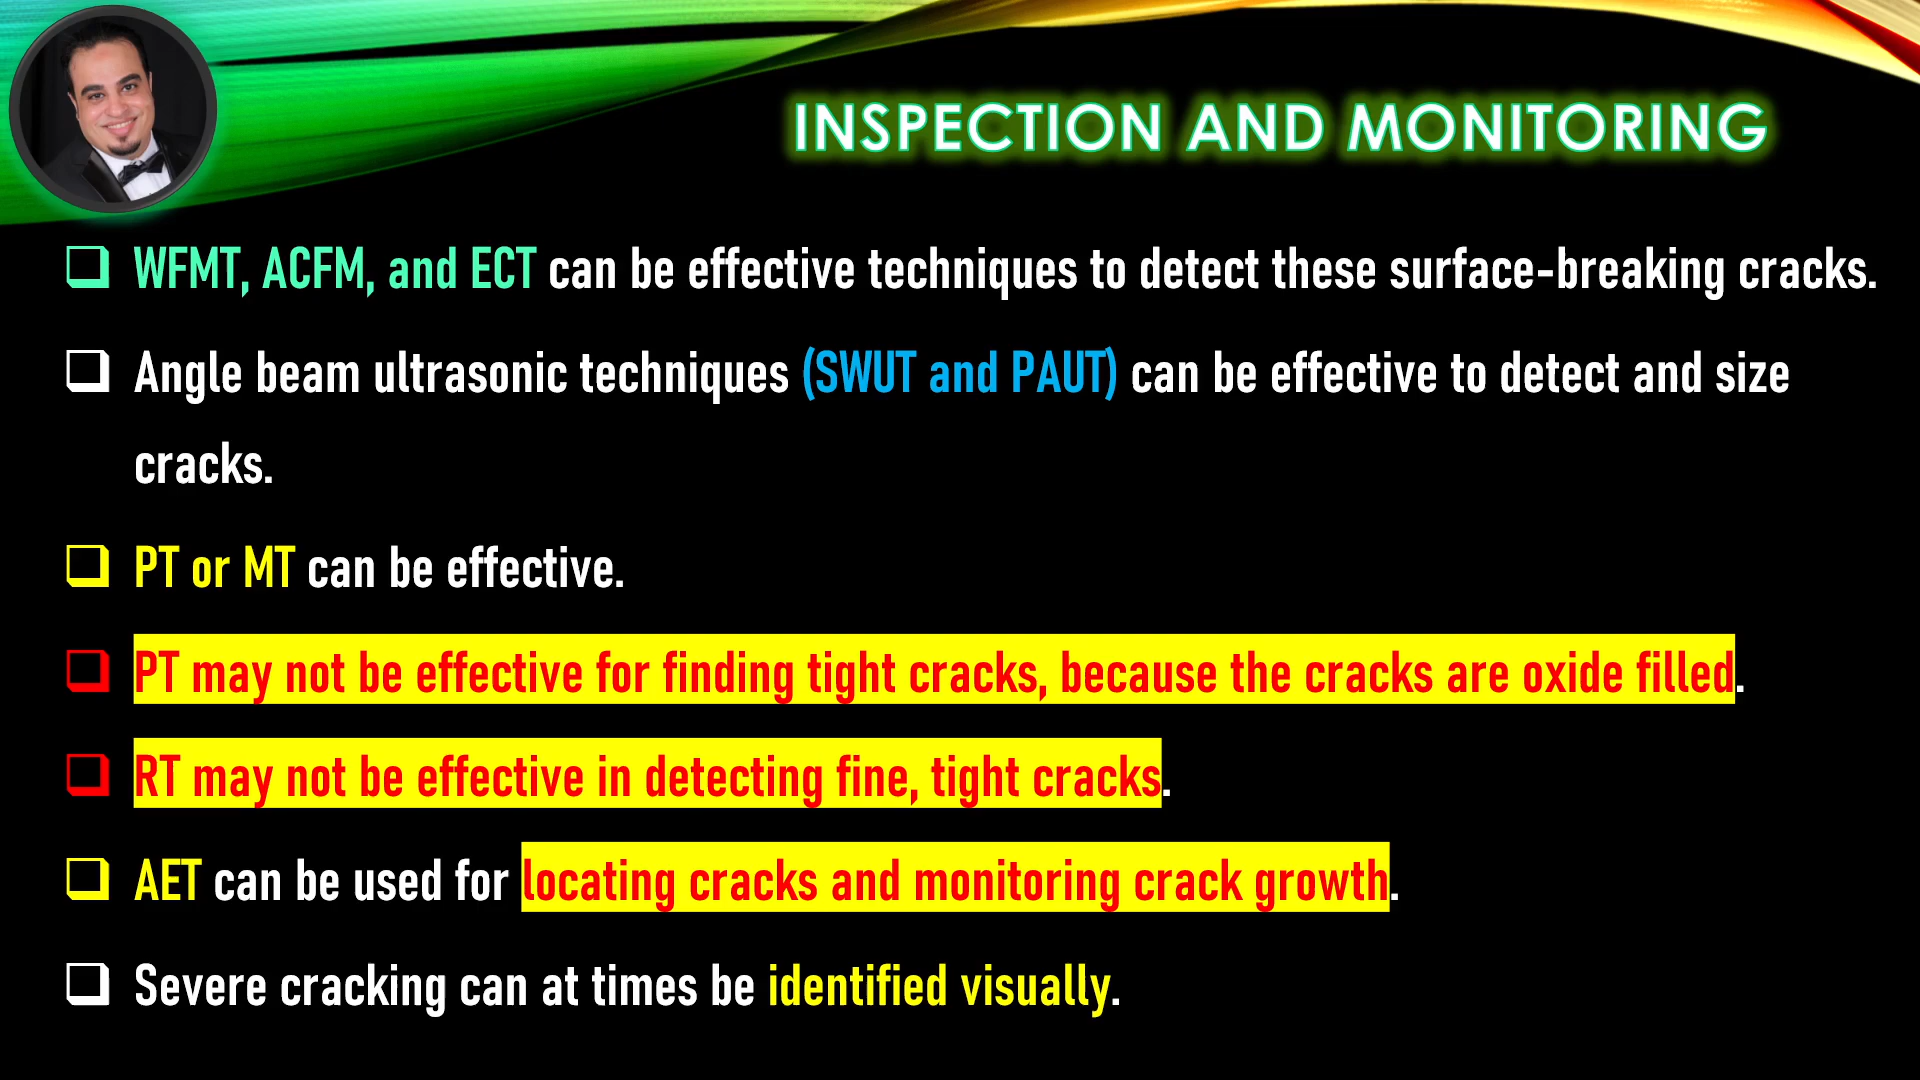 INSPECTION AND MONITORING
WFMT, ACFM, and ECT can be effective techniques to detect these surface-breaking cracks.
Angle beam ultrasonic techniques (SWUT and PAUT) can be effective to detect and size
cracks.
PT or MT can be effective.
PT may not be effective for finding tight cracks, because the cracks are oxide filled.
RT may not be effective in detecting fine, tight cracks.
AET can be used for locating cracks and monitoring crack growth.
Severe cracking can at times be identified visually.